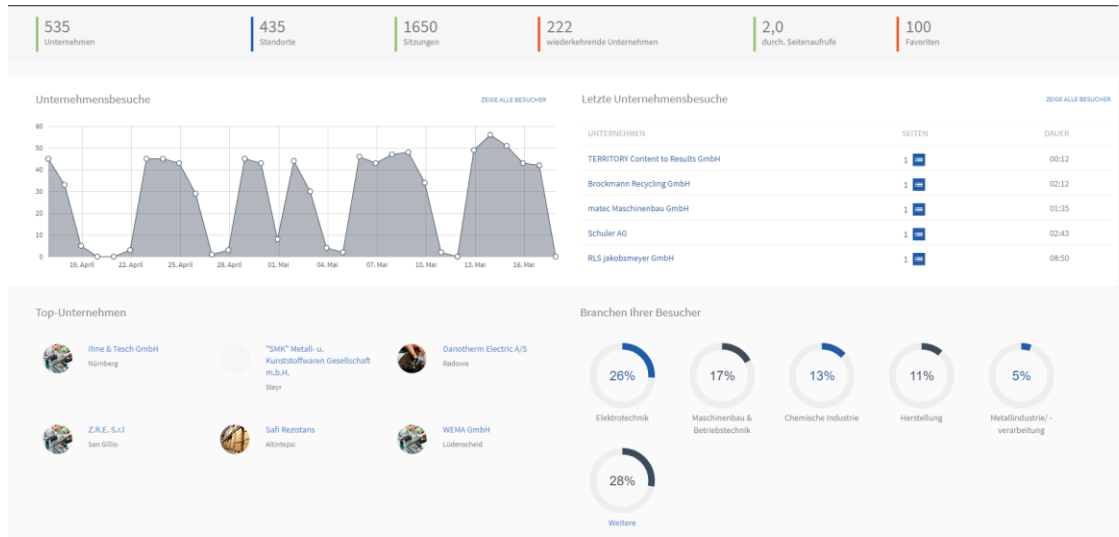 535
Unternehmen
435
Standorte
1650
Sitzungen
222
wiederkehrende Unternehmen
2,0
durch. Seitenaufrufe
100
Favoriten
Unternehmensbesuche
ZEIGE ALLE BESUCHER
60
50
40
30
20
10
0
19. April 22. April 25. April 28. April 01. Mai 04. Mai 07. Mai 10. Mai 13. Mai 16. Mai
Letzte Unternehmensbesuche
ZEIGE ALLE BESUCHER
UNTERNEHMEN SEITEN DAUER
TERRITORY Content to Results GmbH 1 00:12
Brockmann Recycling GmbH 1 02:12
matec Maschinenbau GmbH 1 01:35
Schuler AG 1 02:43
RLS jakobsmeyer GmbH 1 08:50
Top-Unternehmen
Ihne & Tesch GmbH
Nürnberg
"SMK" Metall- u.
Kunststoffwaren Gesellschaft
m.b.H.
Steyr
Danotherm Electric A/S
Rødovre
Z.R.E. S.r.l
San Gillio
Safi Rezistans
Altintepsi
WEMA GmbH
Lüdenscheid
Branchen Ihrer Besucher
26%
Elektrotechnik
17%
Maschinenbau &
Betriebstechnik
13%
Chemische Industrie
11%
Herstellung
5%
Metallindustrie/ -
verarbeitung
28%
Weitere